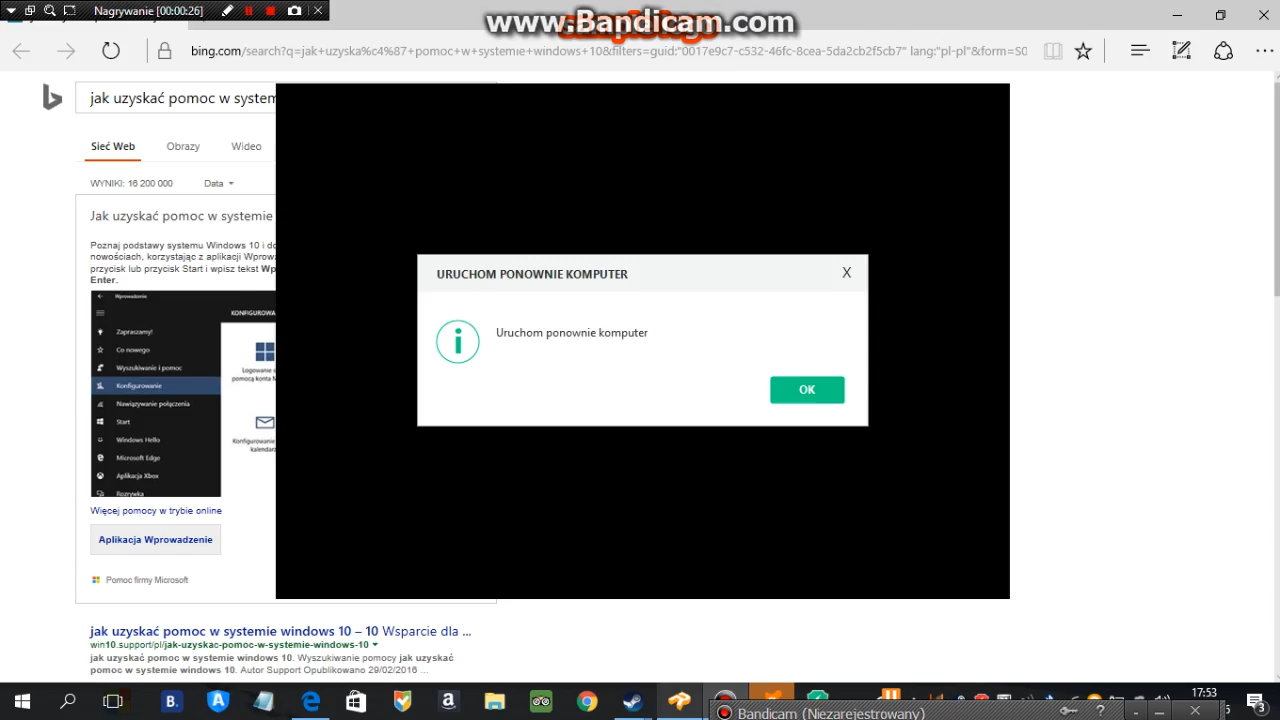 Nagrywanie [00:00:26]
www.Bandicam.com
bing.com/search?q=jak+uzyska%c4%87+pomoc+w+systemie+windows+10&filters=guid:"0017e9c7-c532-46fc-8cea-5da2cb2f5cb7" lang:"pl-pl"&form=S0
jak uzyskać pomoc w system
Sieć Web Obrazy Wideo
WYNIKI: 16 200 000 Data
Jak uzyskać pomoc w systemie
Poznaj podstawy systemu Windows 10 i do
nowościach, korzystając z aplikacji Wprowa
przycisk lub przycisk Start i wpisz tekst Wp
Enter.
Wprowadzenie
KONFIGUROWA
Zapraszamy!
Co nowego
Wyszukiwanie i pomoc
Konfigurowanie
Nawiązywanie połączenia
Start
Windows Hello
Microsoft Edge
Aplikacja Xbox
Rozrywka
Logowanie
pomocą konta M
Konfigurowanie
kalendarz
Więcej pomocy w trybie online
Aplikacja Wprowadzenie
Pomoc firmy Microsoft
URUCHOM PONOWNIE KOMPUTER X
Uruchom ponownie komputer
OK
jak uzyskać pomoc w systemie windows 10 – 10 Wsparcie dla ...
win10.support/pl/jak-uzyskac-pomoc-w-systemie-windows-10
jak uzyskać pomoc w systemie windows 10. Wyszukiwanie pomocy jak uzyskać
pomoc w systemie windows 10. Autor Support Opublikowano 29/02/2016 ...
17:53
Bandicam (Niezarejestrowany)